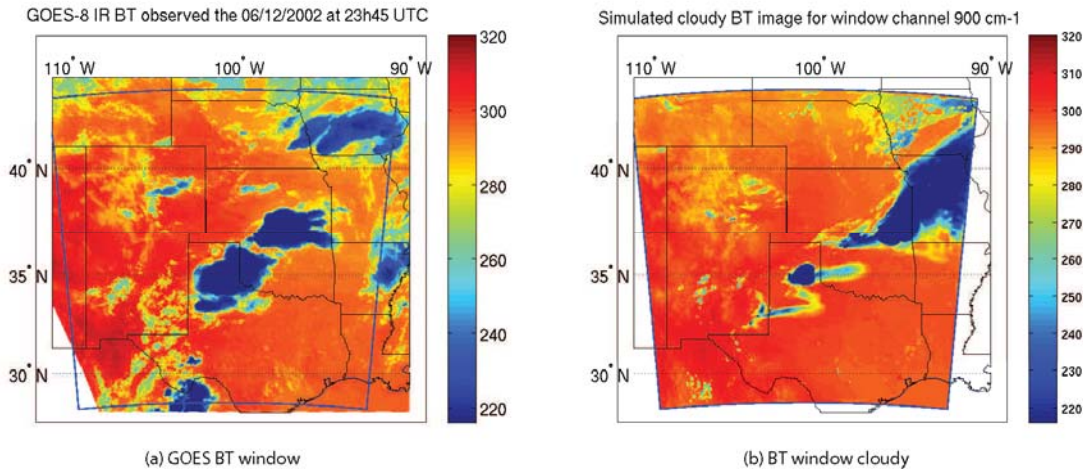 GOES-8 IR BT observed the 06/12/2002 at 23h45 UTC
110° W 100° W 90° W
40° N
35° N
30° N
320
300
280
260
240
220
(a) GOES BT window
Simulated cloudy BT image for window channel 900 cm-1
110° W 100° W 90° W
40° N
35° N
30° N
320
310
300
290
280
270
260
250
240
230
220
(b) BT window cloudy